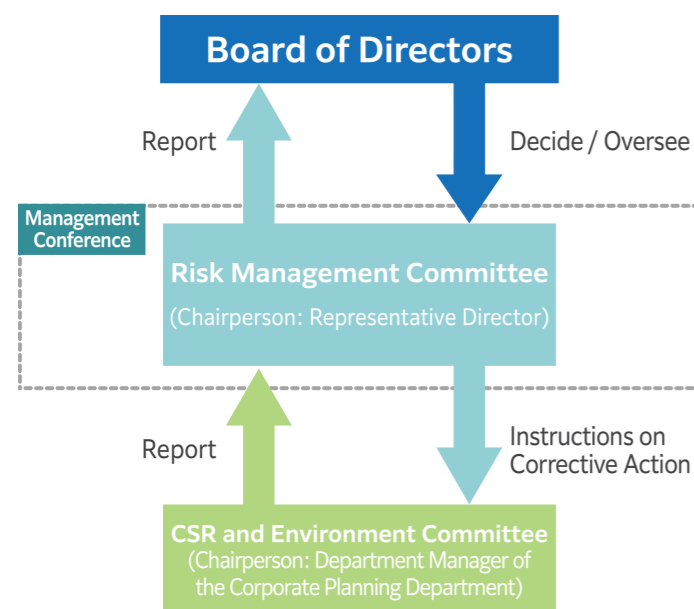 Board of Directors
Report
Decide / Oversee
Management
Conference
Risk Management Committee
(Chairperson: Representative Director)
Report
Instructions on
Corrective Action
CSR and Environment Committee
(Chairperson: Department Manager of
the Corporate Planning Department)